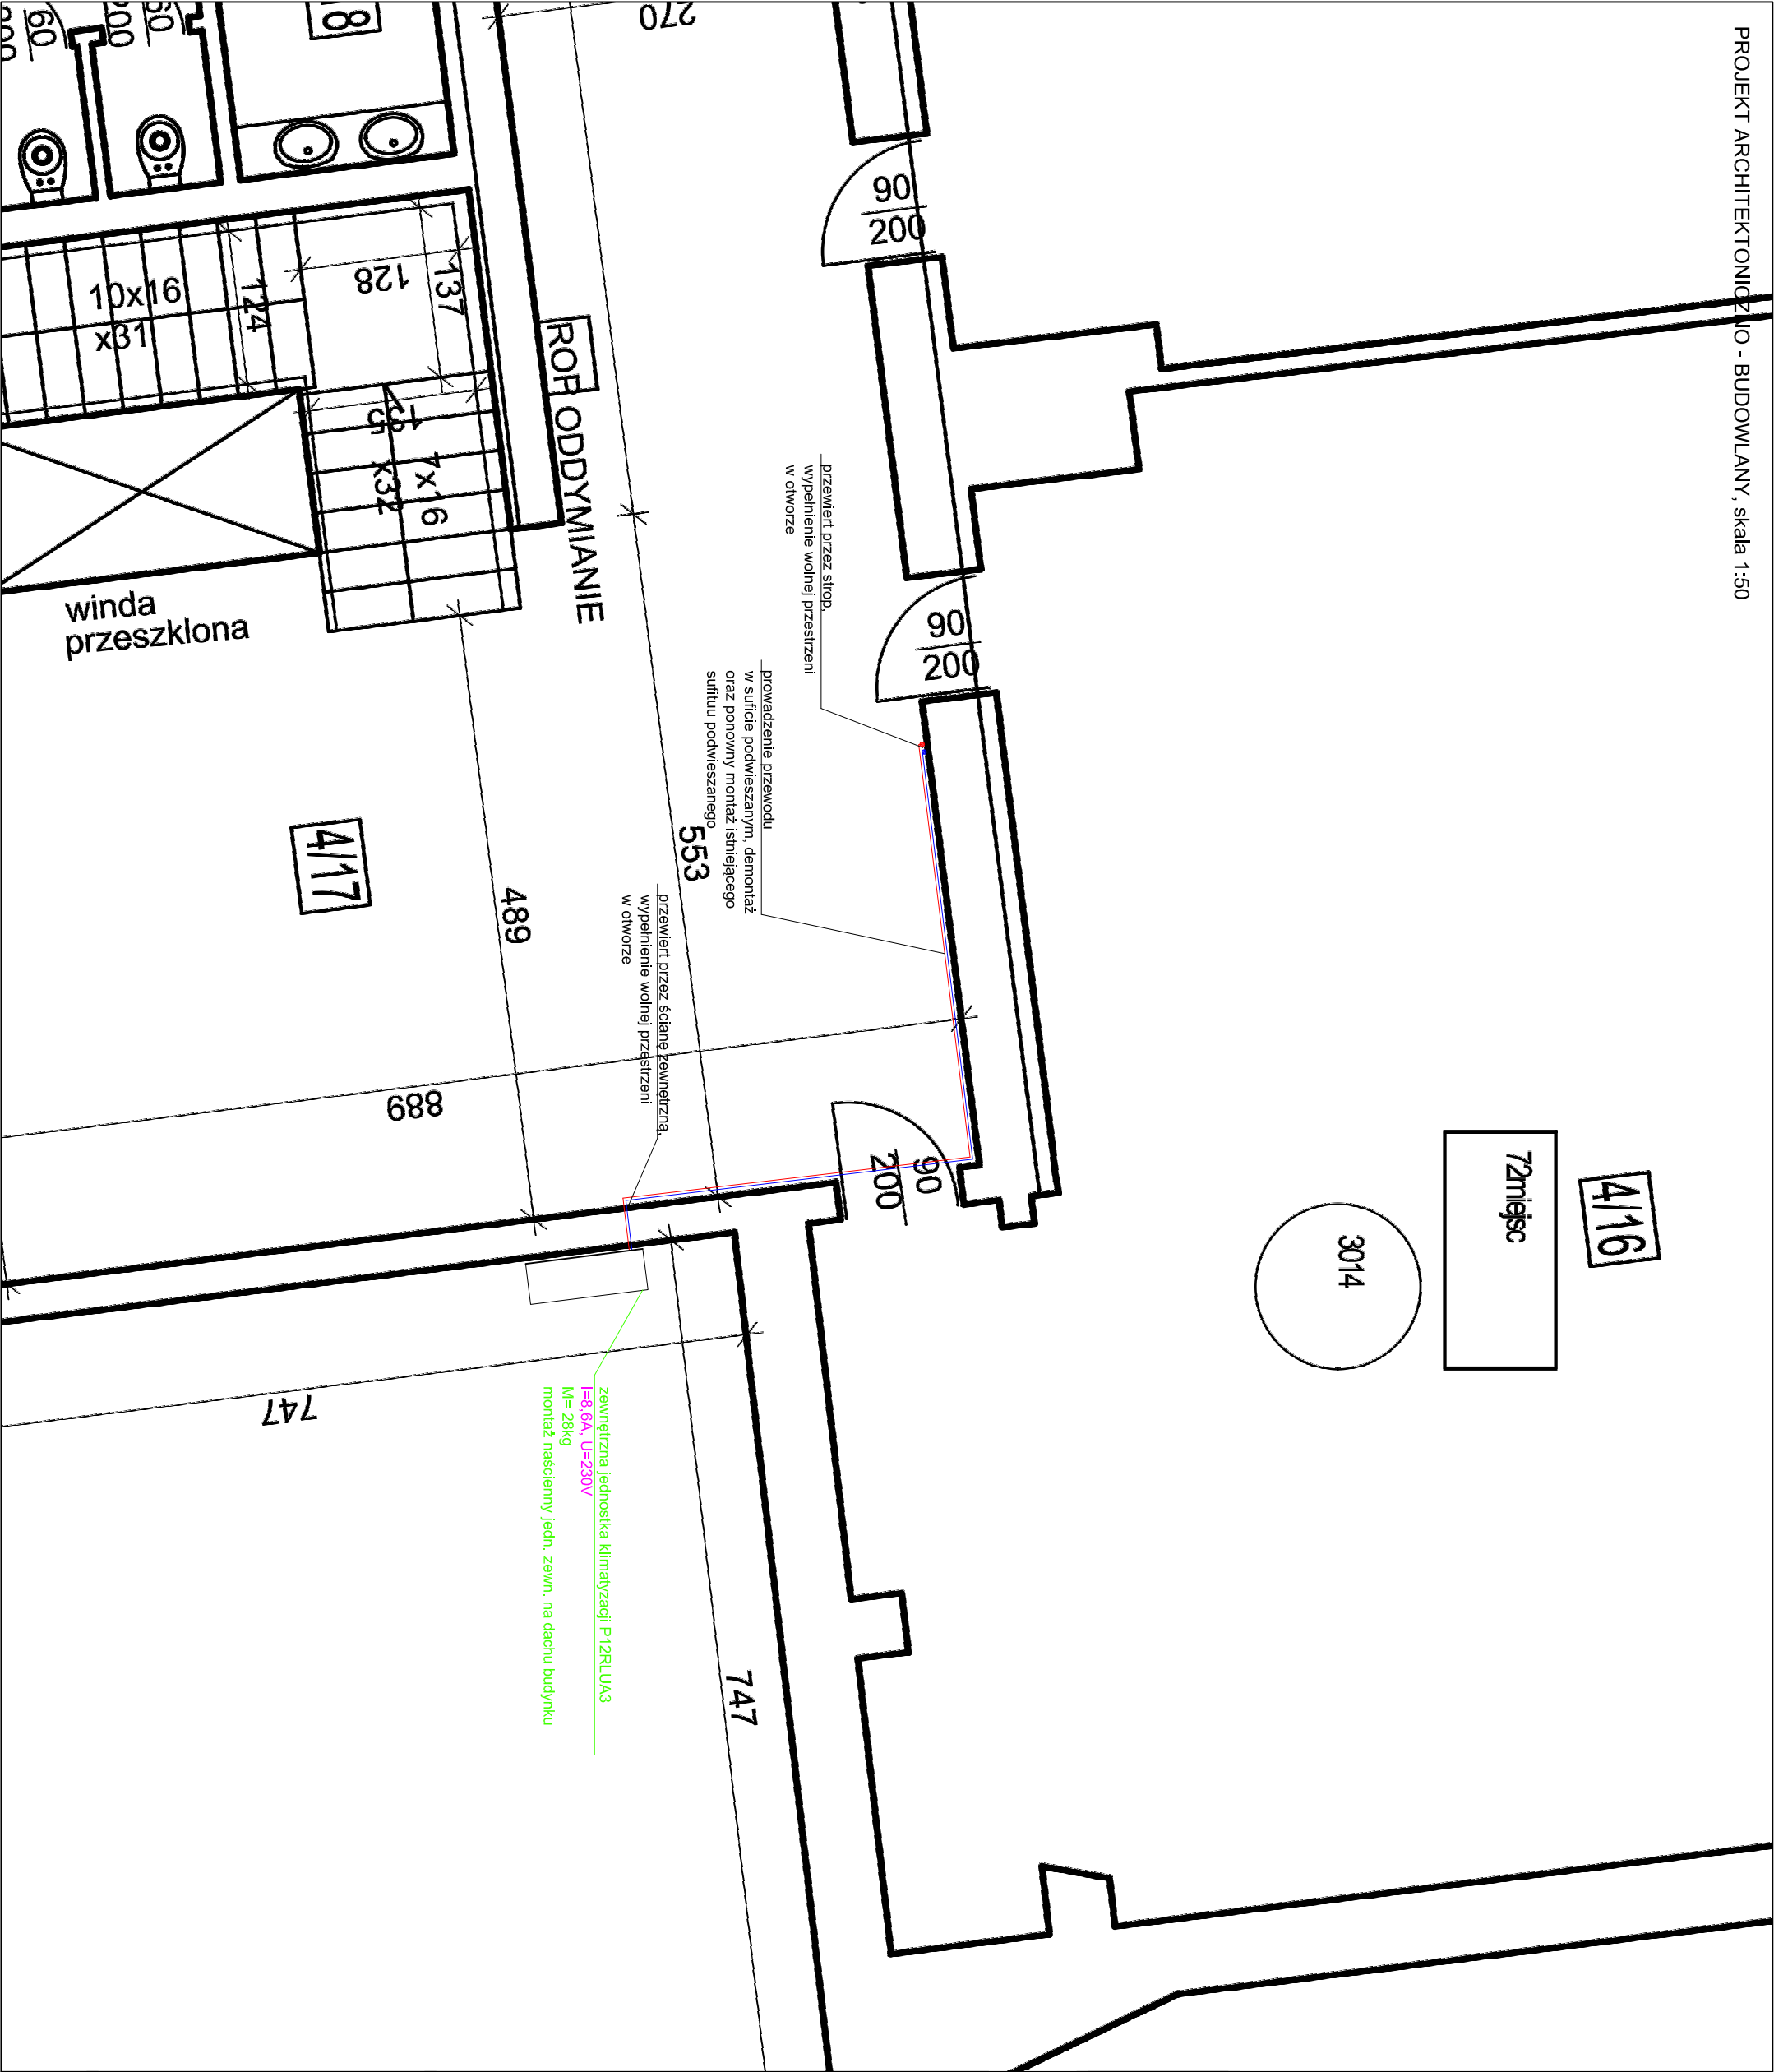 PROJEKT ARCHITEKTONICZNO - BUDOWLANY, skala 1:50
270
90
200
10x16
x31
124
128
137
135
7x16
x32
ROP ODDYMIANIE
winda
przeszklona
90
200
przewiert przez strop,
wypełnienie wolnej przestrzeni
w otworze
prowadzenie przewodu
w suficie podwieszanym, demontaż
oraz ponowny montaż istniejącego
sufituu podwieszanego
553
489
4/17
przewiert przez ścianę zewnętrzną,
wypełnienie wolnej przestrzeni
w otworze
889
90
200
4/16
72miejsc
3014
747
zewnętrzna jednostka klimatyzacji P12RLUA3
I=8,6A, U=230V
M= 28kg
montaż naścienny jedn. zewn. na dachu budynku
747